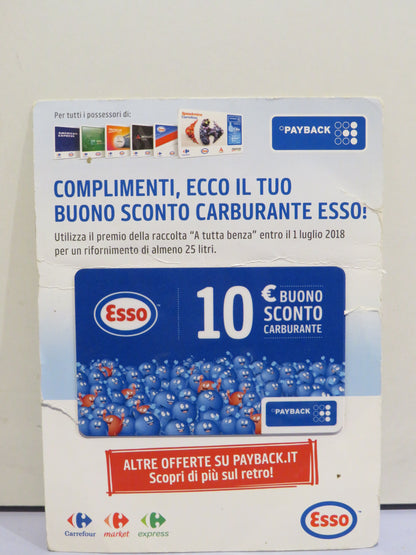 Per tutti i possessori di:
°PAYBACK
COMPLIMENTI, ECCO IL TUO
BUONO SCONTO CARBURANTE ESSO!
Utilizza il premio della raccolta "A tutta benza" entro il 1 luglio 2018
per un rifornimento di almeno 25 litri.
Esso
10 € BUONO
SCONTO
CARBURANTE
°PAYBACK
ALTRE OFFERTE SU PAYBACK.IT
Scopri di più sul retro!
Carrefour
market
express
Esso